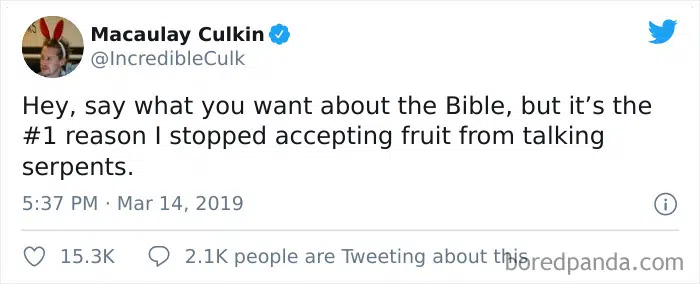 Macaulay Culkin
@IncredibleCulk
Hey, say what you want about the Bible, but it’s the
#1 reason I stopped accepting fruit from talking
serpents.
5:37 PM · Mar 14, 2019
15.3K 2.1K people are Tweeting about this
boredpanda.com